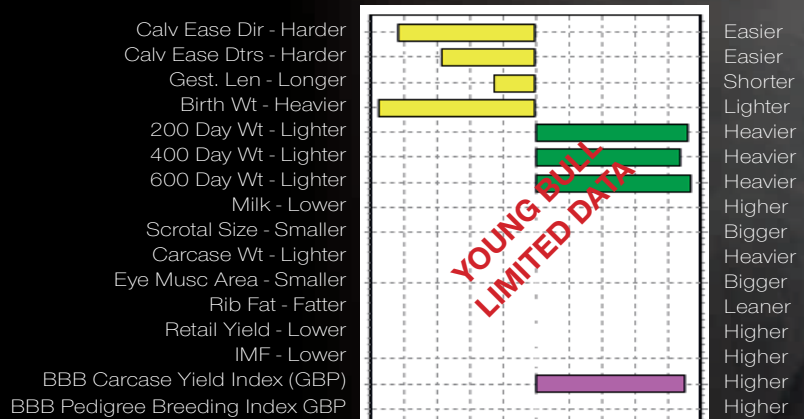 Calv Ease Dir - Harder Easier
Calv Ease Dtrs - Harder Easier
Gest. Len - Longer Shorter
Birth Wt - Heavier Lighter
200 Day Wt - Lighter Heavier
400 Day Wt - Lighter Heavier
600 Day Wt - Lighter Heavier
Milk - Lower Higher
Scrotal Size - Smaller Bigger
Carcase Wt - Lighter Heavier
Eye Musc Area - Smaller Bigger
Rib Fat - Fatter Leaner
Retail Yield - Lower Higher
IMF - Lower Higher
BBB Carcase Yield Index (GBP) Higher
BBB Pedigree Breeding Index GBP Higher
YOUNG BULL
LIMITED DATA